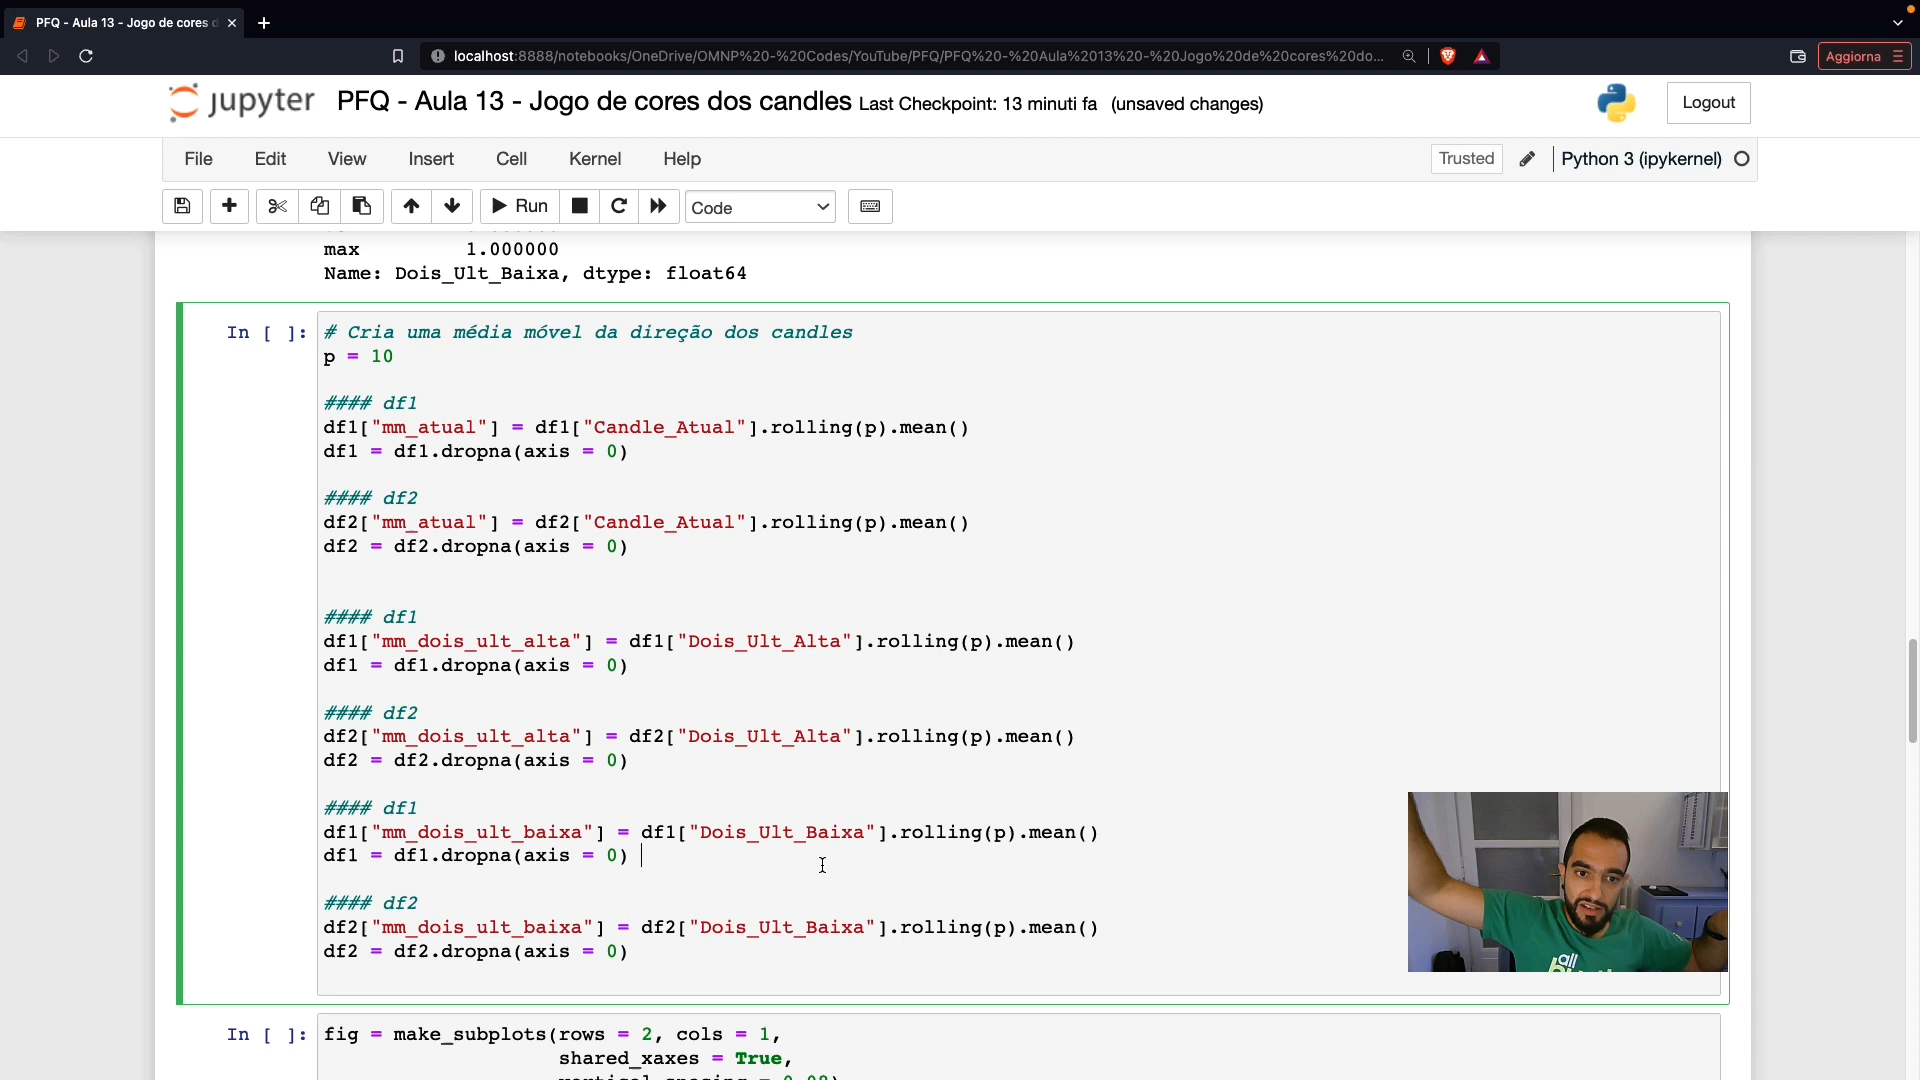 PFQ - Aula 13 - Jogo de cores d
localhost:8888/notebooks/OneDrive/OMNP%20-%20Codes/YouTube/PFQ/PFQ%20-%20Aula%2013%20-%20Jogo%20de%20cores%20do...
Aggiorna
jupyter PFQ - Aula 13 - Jogo de cores dos candles Last Checkpoint: 13 minuti fa (unsaved changes)
Logout
File Edit View Insert Cell Kernel Help
Trusted
Python 3 (ipykernel)
Run
Code
max 1.000000
Name: Dois_Ult_Baixa, dtype: float64
In [ ]: # Cria uma média móvel da direção dos candles
p = 10
#### df1
df1["mm_atual"] = df1["Candle_Atual"].rolling(p).mean()
df1 = df1.dropna(axis = 0)
#### df2
df2["mm_atual"] = df2["Candle_Atual"].rolling(p).mean()
df2 = df2.dropna(axis = 0)
#### df1
df1["mm_dois_ult_alta"] = df1["Dois_Ult_Alta"].rolling(p).mean()
df1 = df1.dropna(axis = 0)
#### df2
df2["mm_dois_ult_alta"] = df2["Dois_Ult_Alta"].rolling(p).mean()
df2 = df2.dropna(axis = 0)
#### df1
df1["mm_dois_ult_baixa"] = df1["Dois_Ult_Baixa"].rolling(p).mean()
df1 = df1.dropna(axis = 0)
#### df2
df2["mm_dois_ult_baixa"] = df2["Dois_Ult_Baixa"].rolling(p).mean()
df2 = df2.dropna(axis = 0)
all
In [ ]: fig = make_subplots(rows = 2, cols = 1,
shared_xaxes = True,